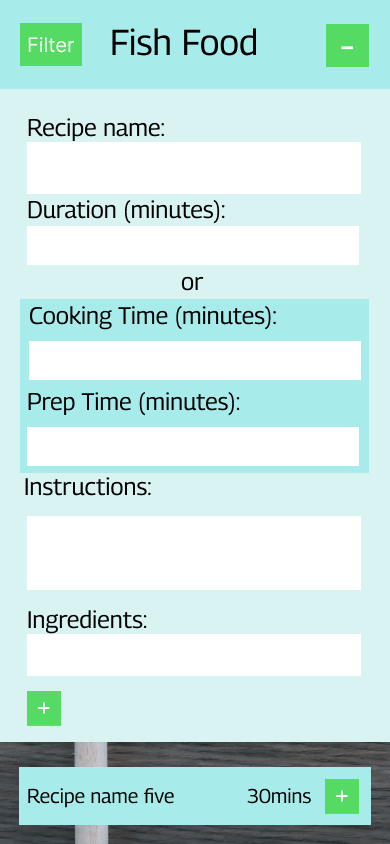 Filter Fish Food -
Recipe name:
Duration (minutes):
or
Cooking Time (minutes):
Prep Time (minutes):
Instructions:
Ingredients:
+
Recipe name five 30mins +